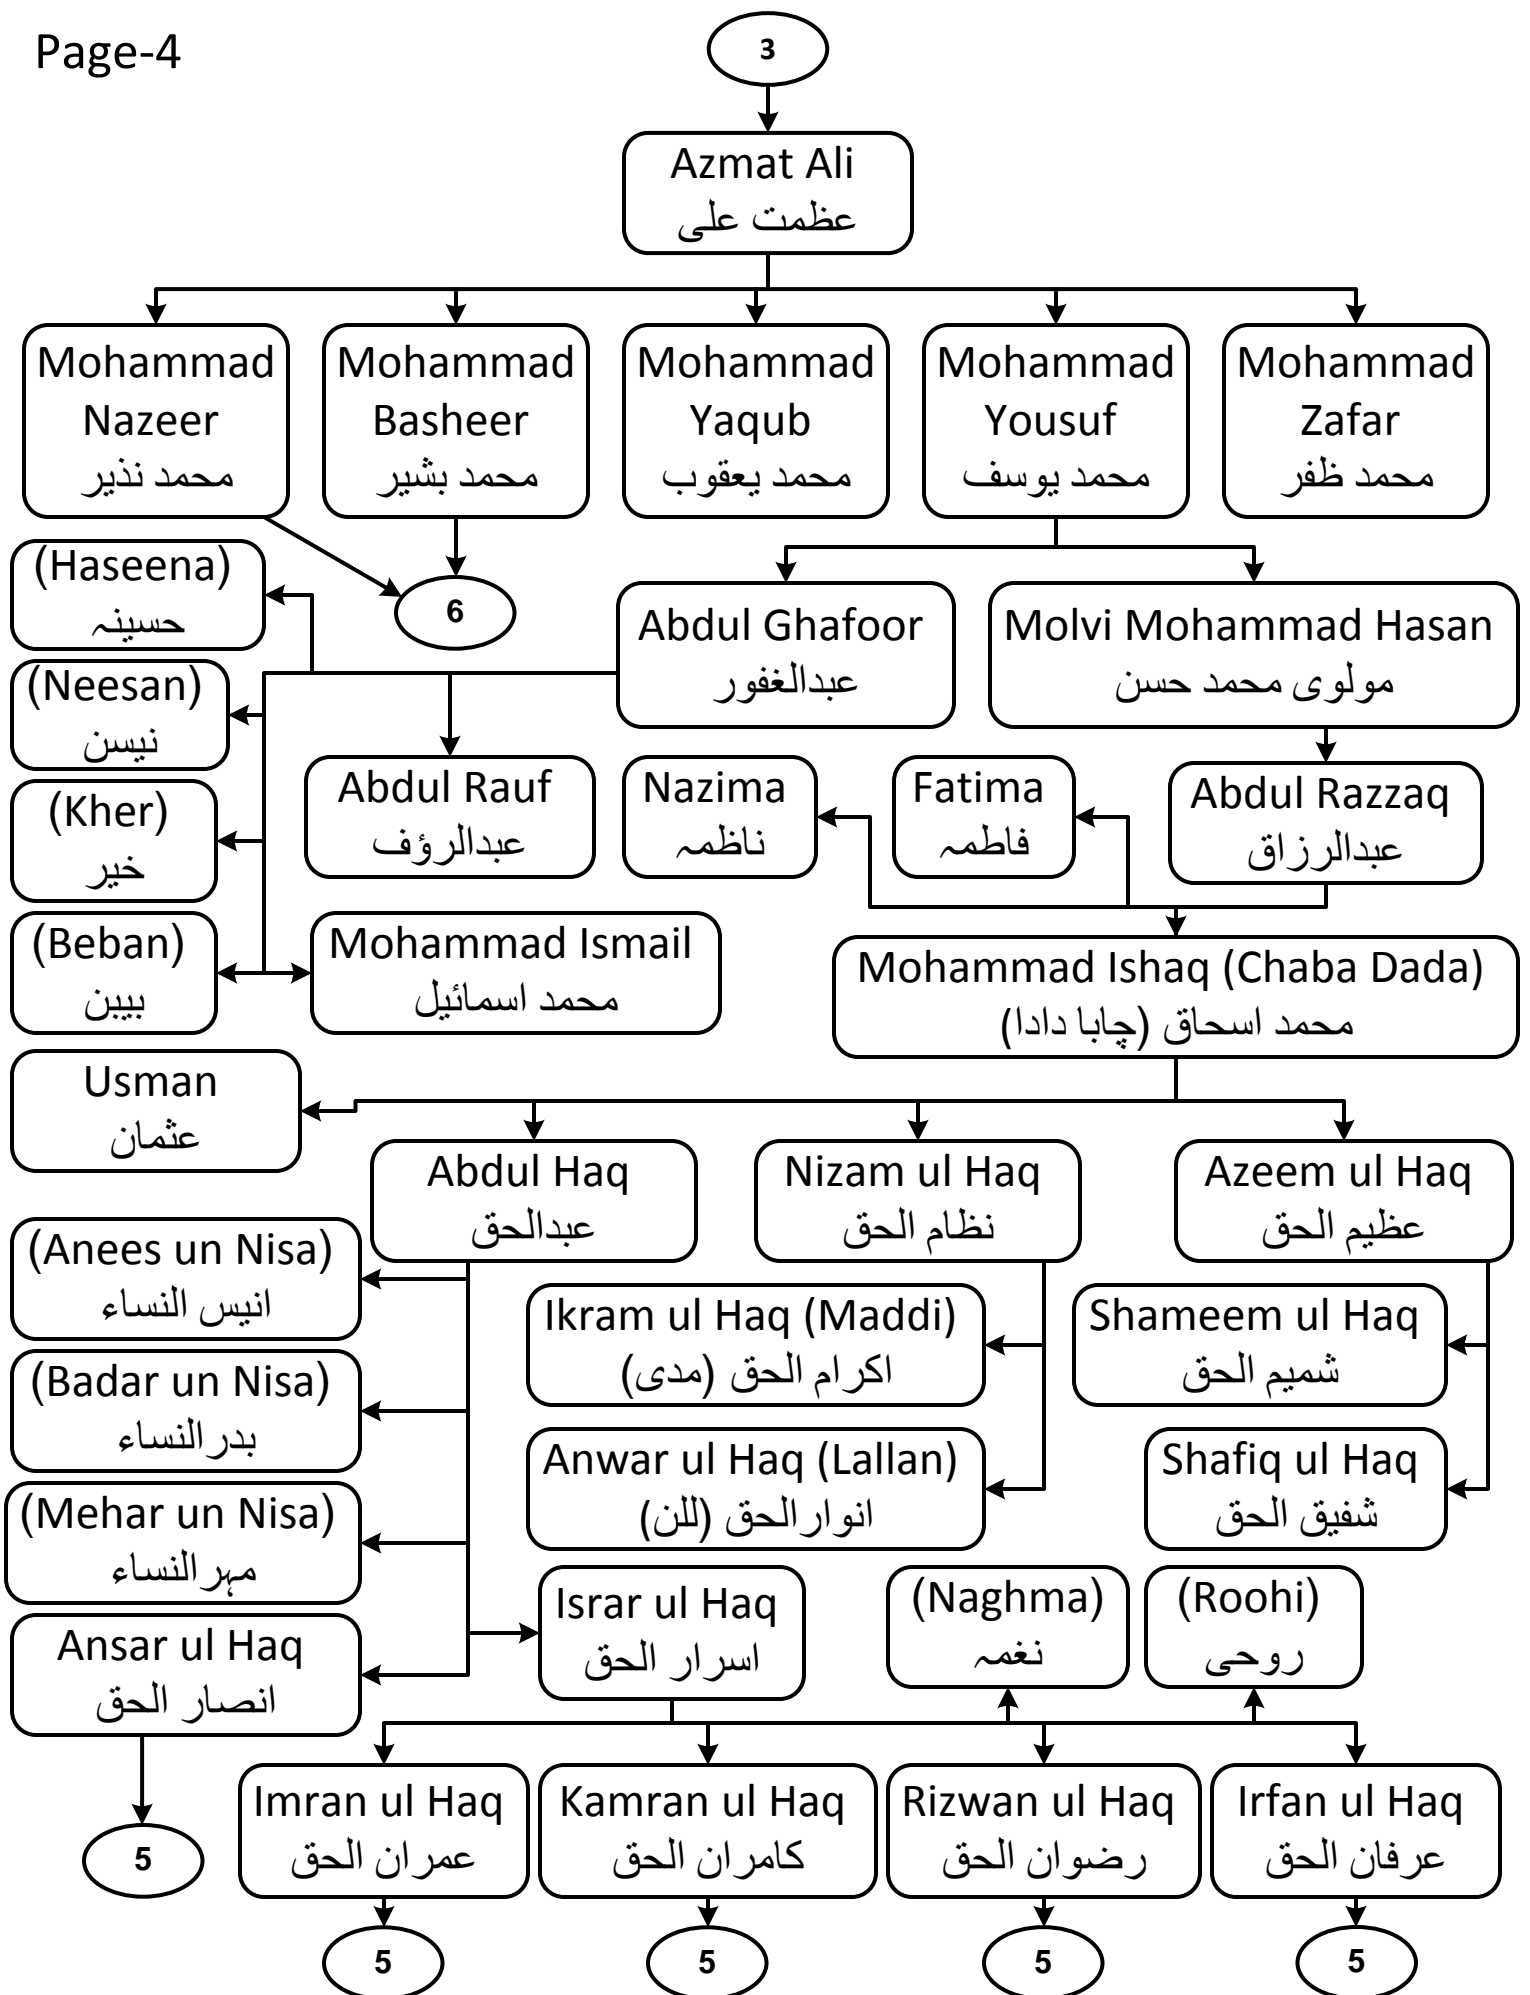 Page-4
3
Azmat Ali
عظمت علی
Mohammad
Nazeer
محمد نذیر
Mohammad
Basheer
محمد بشیر
Mohammad
Yaqub
محمد یعقوب
Mohammad
Yousuf
محمد یوسف
Mohammad
Zafar
محمد ظفر
(Haseena)
حسینہ
6
Abdul Ghafoor
عبدالغفور
Molvi Mohammad Hasan
مولوی محمد حسن
(Neesan)
نیسن
Abdul Rauf
عبدالرؤف
Nazima
ناظمہ
Fatima
فاطمہ
Abdul Razzaq
عبدالرزاق
(Kher)
خیر
(Beban)
بیبن
Mohammad Ismail
محمد اسمائیل
Mohammad Ishaq (Chaba Dada)
محمد اسحاق (چابا دادا)
Usman
عثمان
Abdul Haq
عبدالحق
Nizam ul Haq
نظام الحق
Azeem ul Haq
عظیم الحق
(Anees un Nisa)
انیس النساء
Ikram ul Haq (Maddi)
اکرام الحق (مدی)
Shameem ul Haq
شمیم الحق
(Badar un Nisa)
بدرالنساء
Anwar ul Haq (Lallan)
انوارالحق (للن)
Shafiq ul Haq
شفیق الحق
(Mehar un Nisa)
مہرالنساء
Israr ul Haq
اسرار الحق
(Naghma)
نغمہ
(Roohi)
روحی
Ansar ul Haq
انصار الحق
Imran ul Haq
عمران الحق
Kamran ul Haq
کامران الحق
Rizwan ul Haq
رضوان الحق
Irfan ul Haq
عرفان الحق
5
5
5
5
5